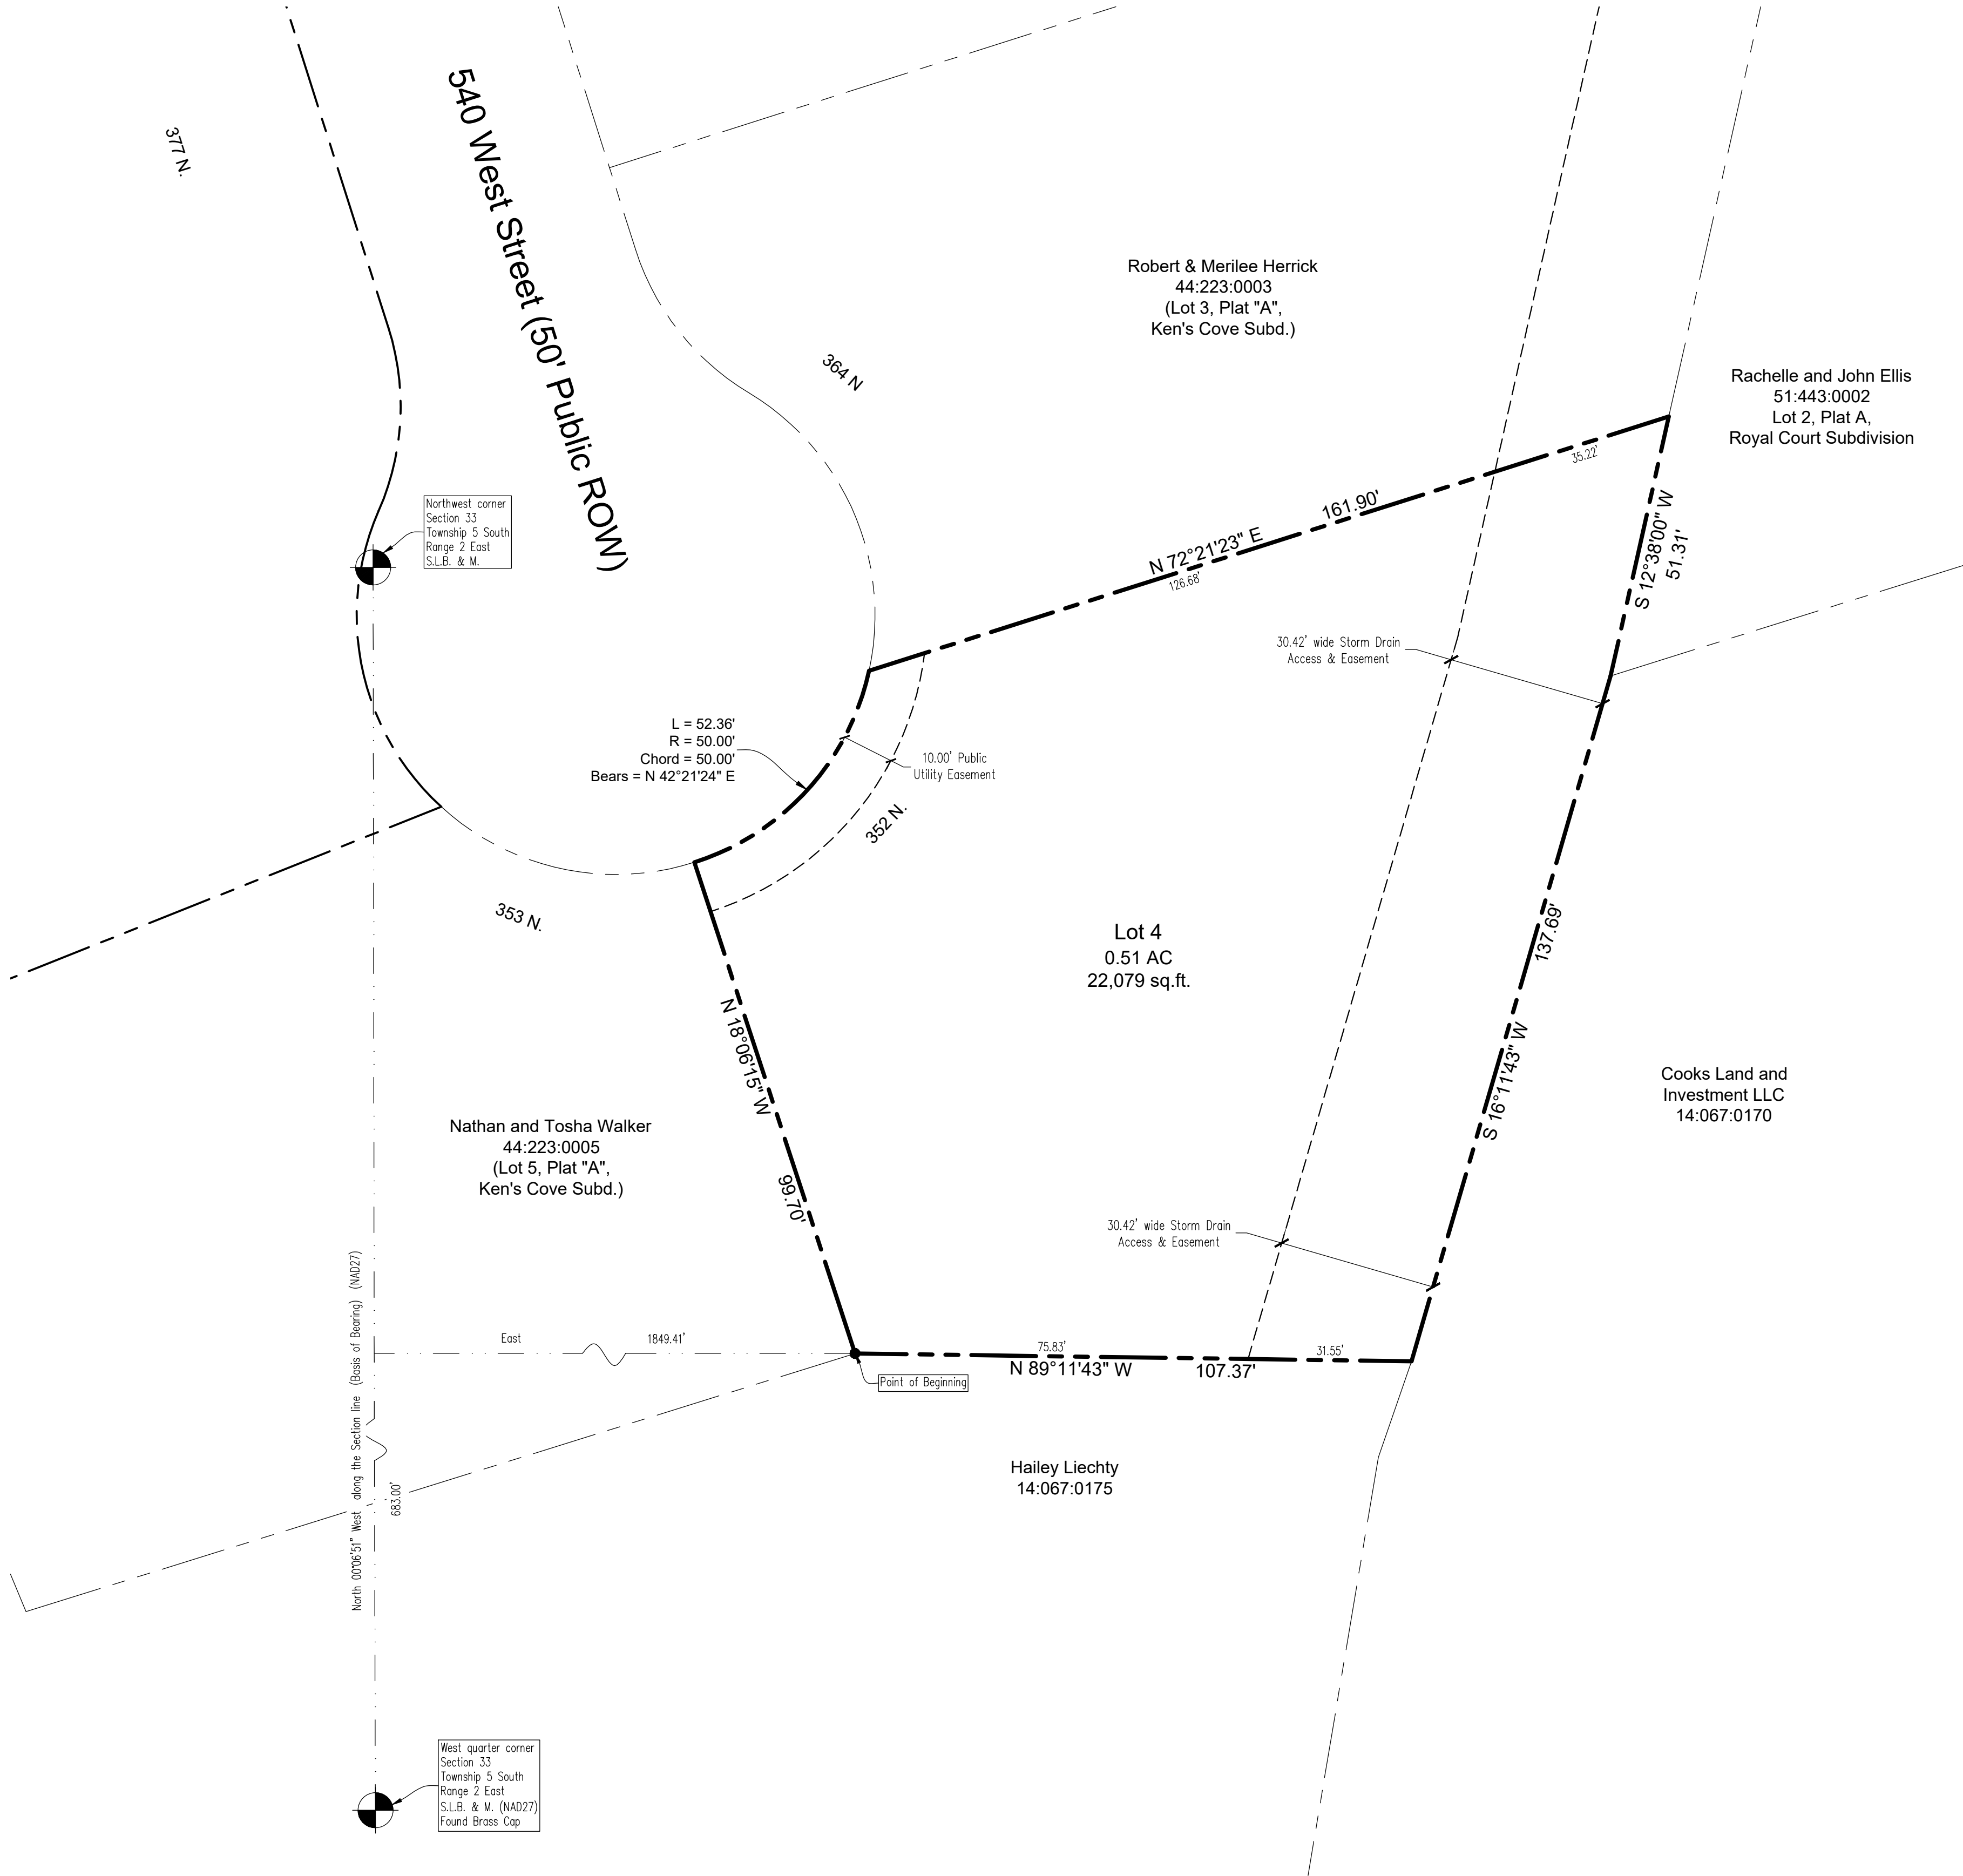 377 N.
540 West Street (50' Public ROW)
Robert & Merilee Herrick
44:223:0003
(Lot 3, Plat "A",
Ken's Cove Subd.)
364 N
Rachelle and John Ellis
51:443:0002
Lot 2, Plat A,
Royal Court Subdivision
Northwest corner
Section 33
Township 5 South
Range 2 East
S.L.B. & M.
N 72°21'23" E
161.90'
126.68'
35.22'
S 12°38'00" W
51.31'
30.42' wide Storm Drain
Access & Easement
L = 52.36'
R = 50.00'
Chord = 50.00'
Bears = N 42°21'24" E
10.00' Public
Utility Easement
352 N.
353 N.
Lot 4
0.51 AC
22,079 sq.ft.
137.69'
S 16°11'43" W
N 18°06'15" W
99.70'
Cooks Land and
Investment LLC
14:067:0170
Nathan and Tosha Walker
44:223:0005
(Lot 5, Plat "A",
Ken's Cove Subd.)
30.42' wide Storm Drain
Access & Easement
East
1849.41'
75.83'
31.55'
N 89°11'43" W
107.37'
Point of Beginning
North 00°06'51" West along the Section line (Basis of Bearing) (NAD27)
683.00'
Hailey Liechty
14:067:0175
West quarter corner
Section 33
Township 5 South
Range 2 East
S.L.B. & M. (NAD27)
Found Brass Cap